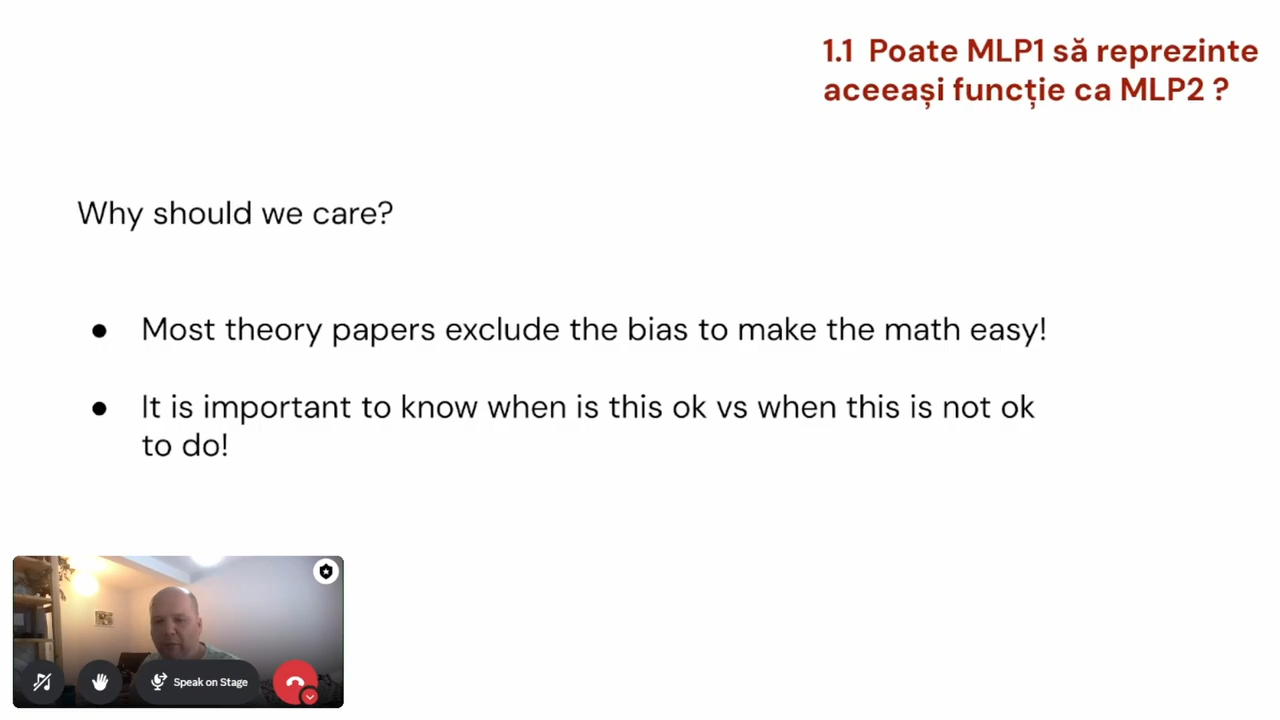 1.1 Poate MLP1 să reprezinte
aceeași funcție ca MLP2 ?
Why should we care?
● Most theory papers exclude the bias to make the math easy!
● It is important to know when is this ok vs when this is not ok
to do!
Speak on Stage